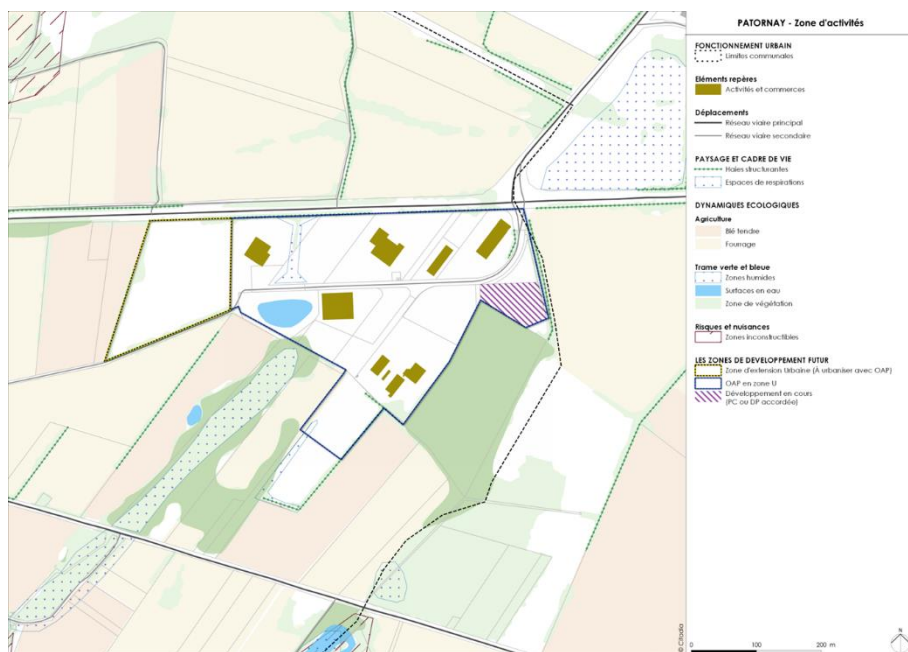 PATORNAY - Zone d'activités
FONCTIONNEMENT URBAIN
Limites communales
Eléments repères
Activités et commerces
Déplacements
Réseau viaire principal
Réseau viaire secondaire
PAYSAGE ET CADRE DE VIE
Haies structurantes
Espaces de respirations
DYNAMIQUES ECOLOGIQUES
Agriculture
Blé tendre
Fourrage
Trame verte et bleue
Zones humides
Surfaces en eau
Zone de végétation
Risques et nuisances
Zones inconstructibles
LES ZONES DE DEVELOPPEMENT FUTUR
Zone d'extension Urbaine (À urbaniser avec OAP)
OAP en zone U
Développement en cours
(PC ou DP accordée)
© Citadia
N
0 100 200 m